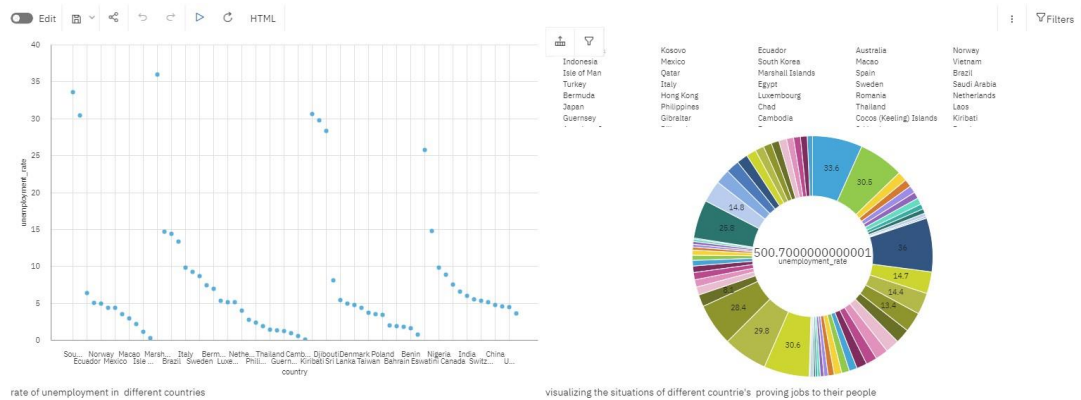 Edit
HTML
Filters
40
35
30
25
20
15
10
5
0
unemployment_rate
Sou... Norway Macao Marsh... Italy Berm... Nethe... Thailand Camb... Djibouti Denmark Poland Benin Nigeria India China
Ecuador Mexico Isle ... Brazil Sweden Luxe... Phili... Guern... Kiribati Sri Lanka Taiwan Bahrain Eswatini Canada Switz... U...
country
rate of unemployment in different countries
Kosovo Ecuador Australia Norway
Indonesia Mexico South Korea Macao Vietnam
Isle of Man Qatar Marshall Islands Spain Brazil
Turkey Italy Egypt Sweden Saudi Arabia
Bermuda Hong Kong Luxembourg Romania Netherlands
Japan Philippines Chad Thailand Laos
Guernsey Gibraltar Cambodia Cocos (Keeling) Islands Kiribati
33.6
30.5
36
14.7
14.4
13.4
30.6
29.8
28.4
25.8
14.8
500.7000000000001
unemployment_rate
visualizing the situations of different countrie's proving jobs to their people